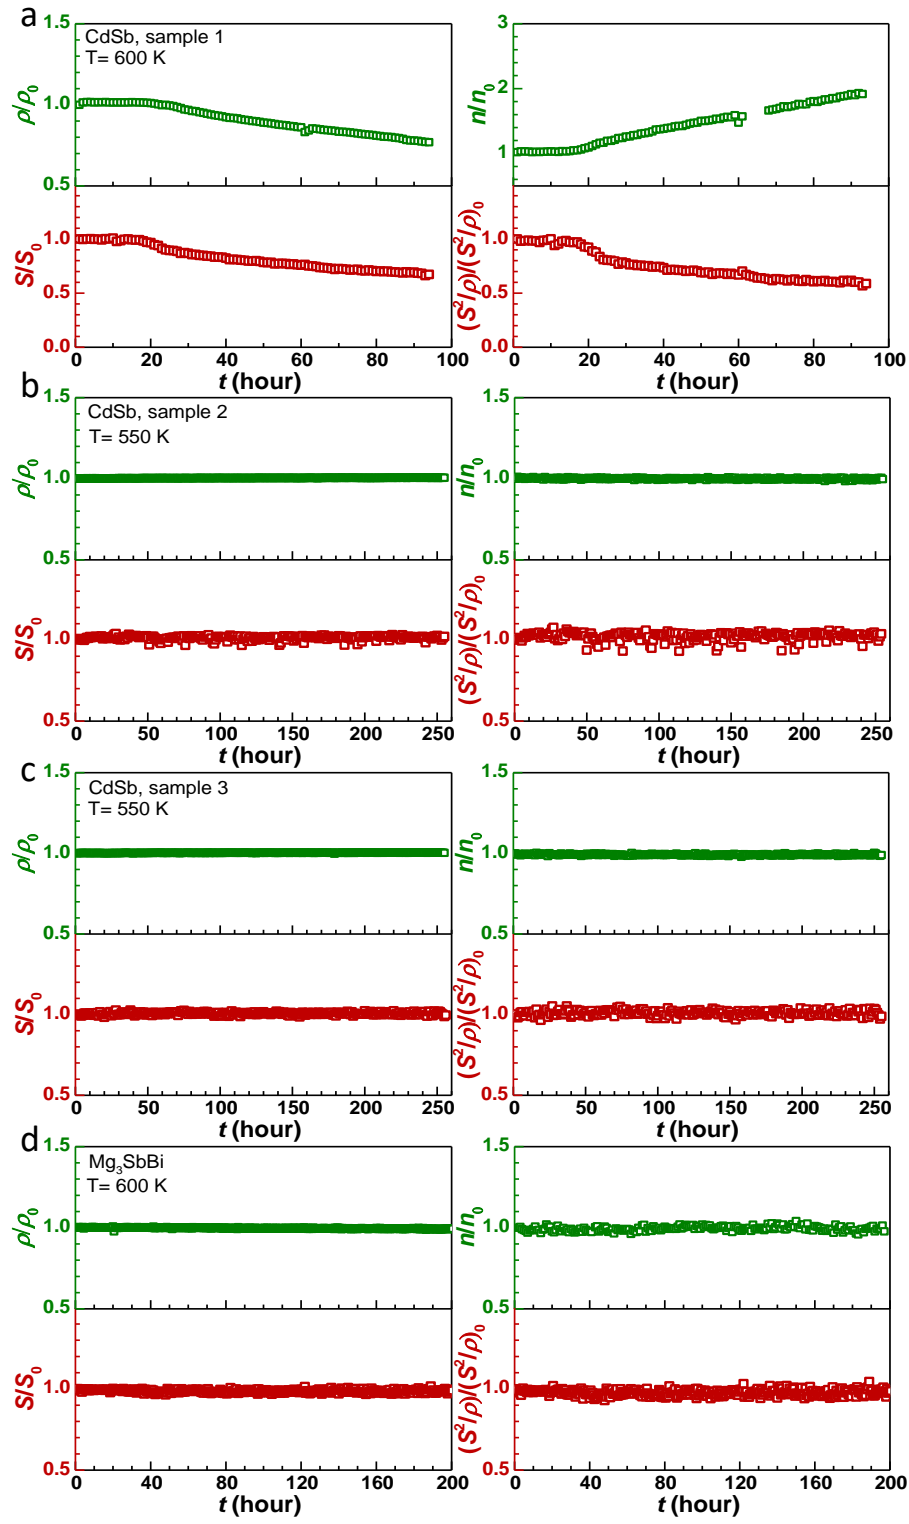 a
CdSb, sample 1
T= 600 K
1.5
1.0
0.5
ρ/ρ₀
3
2
1
n/n₀
1.0
0.5
0.0
S/S₀
1.0
0.5
0.0
(S²/ρ)/(S²/ρ)₀
0 20 40 60 80 100
t (hour)
0 20 40 60 80 100
t (hour)
b
CdSb, sample 2
T= 550 K
1.5
1.0
0.5
ρ/ρ₀
1.5
1.0
0.5
n/n₀
1.0
0.5
S/S₀
1.0
0.5
(S²/ρ)/(S²/ρ)₀
0 50 100 150 200 250
t (hour)
0 50 100 150 200 250
t (hour)
c
CdSb, sample 3
T= 550 K
1.5
1.0
0.5
ρ/ρ₀
1.5
1.0
0.5
n/n₀
1.0
0.5
S/S₀
1.0
0.5
(S²/ρ)/(S²/ρ)₀
0 50 100 150 200 250
t (hour)
0 50 100 150 200 250
t (hour)
d
Mg₃SbBi
T= 600 K
1.5
1.0
0.5
ρ/ρ₀
1.5
1.0
0.5
n/n₀
1.0
0.5
S/S₀
1.0
0.5
(S²/ρ)/(S²/ρ)₀
0 40 80 120 160 200
t (hour)
0 40 80 120 160 200
t (hour)